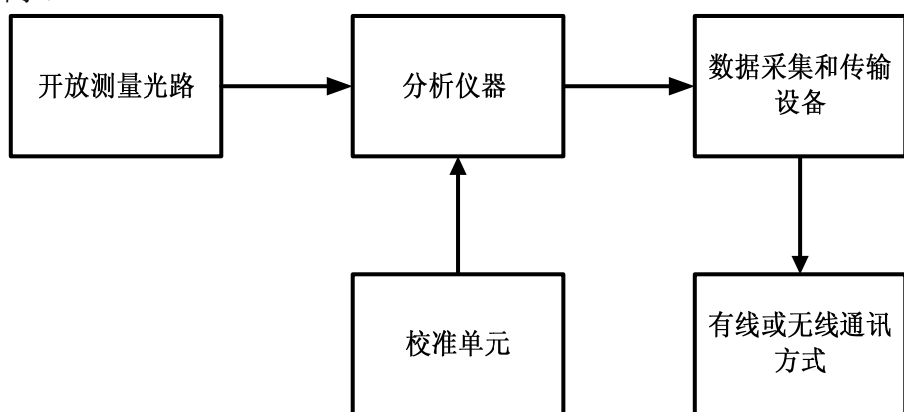 开放测量光路
分析仪器
数据采集和传输
设备
校准单元
有线或无线通讯
方式